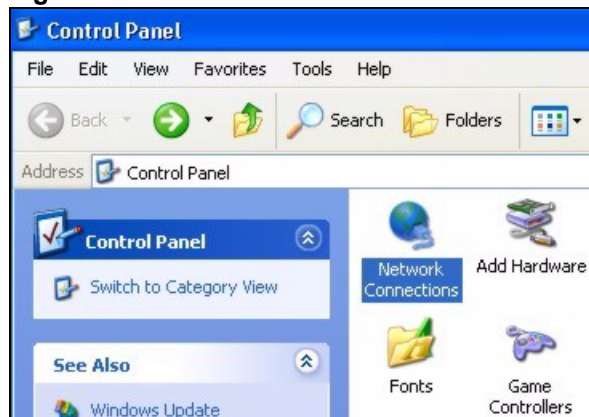 Control Panel
File Edit View Favorites Tools Help
Back Search Folders
Address Control Panel
Control Panel
Switch to Category View
See Also
Windows Update
Network Connections
Add Hardware
Fonts
Game Controllers